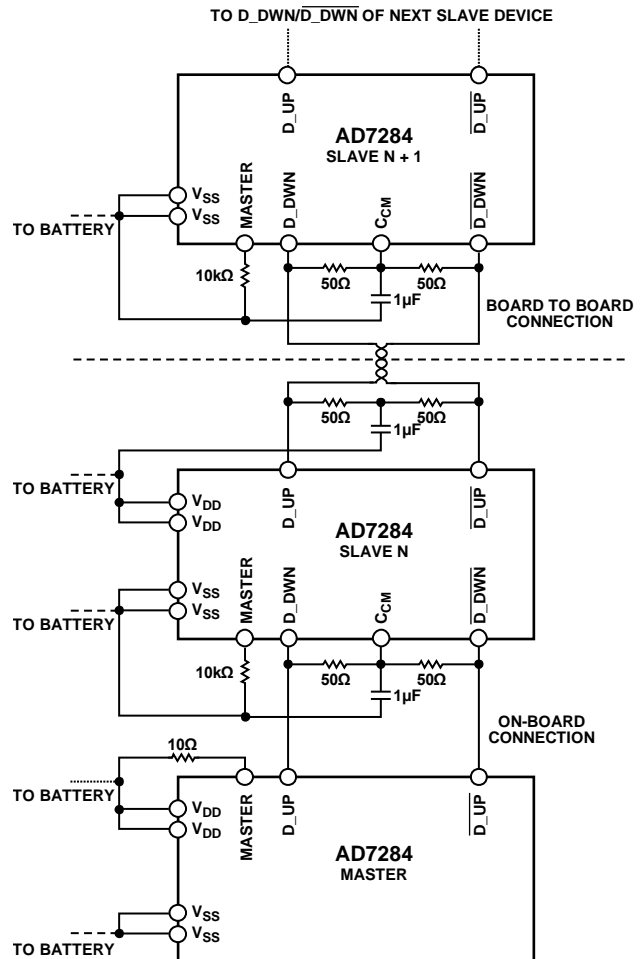 TO D_DWN/D_DWN OF NEXT SLAVE DEVICE
D_UP
D_UP
AD7284
SLAVE N + 1
VSS
VSS
MASTER
D_DWN
CCM
D_DWN
TO BATTERY
10kΩ
50Ω
50Ω
1µF
BOARD TO BOARD
CONNECTION
50Ω
50Ω
1µF
TO BATTERY
VDD
VDD
D_UP
D_UP
AD7284
SLAVE N
VSS
VSS
MASTER
D_DWN
CCM
D_DWN
TO BATTERY
10kΩ
50Ω
50Ω
1µF
ON-BOARD
CONNECTION
10Ω
TO BATTERY
VDD
VDD
MASTER
D_UP
D_UP
AD7284
MASTER
VSS
VSS
TO BATTERY